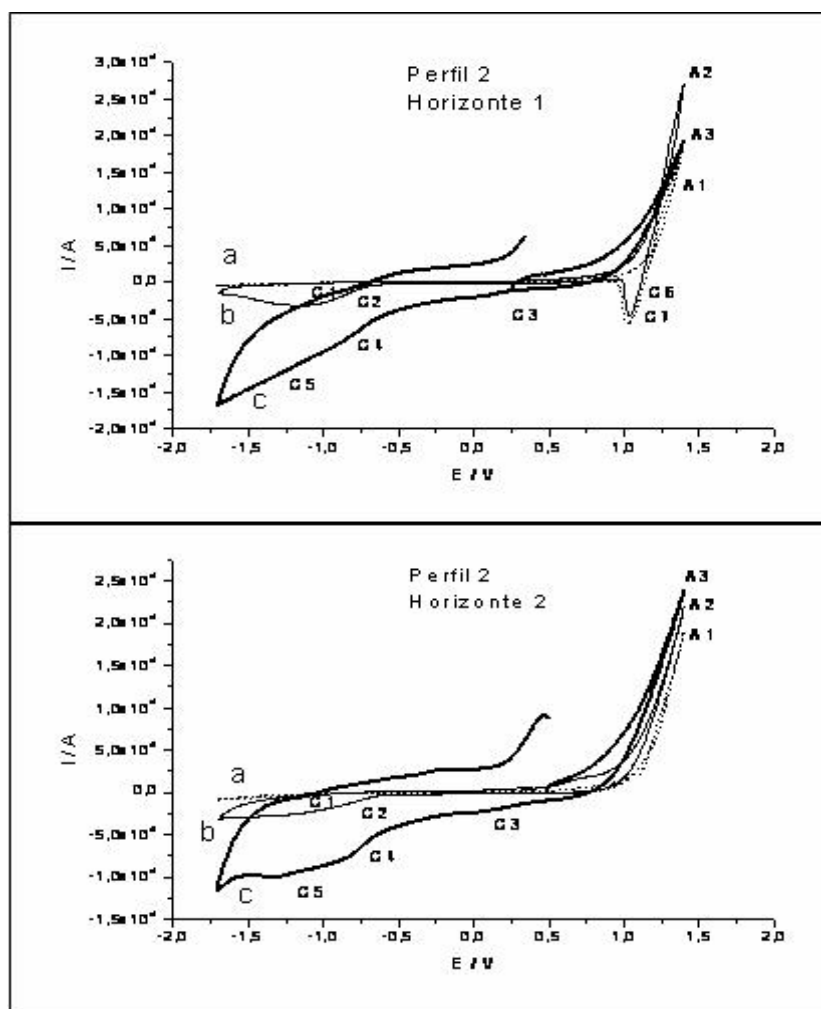 Perfil 2
Horizonte 1
3,0x10⁻⁴
2,5x10⁻⁴
2,0x10⁻⁴
1,5x10⁻⁴
1,0x10⁻⁴
5,0x10⁻⁴
0,0
-5,0x10⁻⁴
-1,0x10⁻⁴
-1,5x10⁻⁴
-2,0x10⁻⁴
I/A
A2
A3
A1
a
b
c
C1
C2
C3
C4
C5
C6
C7
-2,0 -1,5 -1,0 -0,5 0,0 0,5 1,0 1,5 2,0
E / V
Perfil 2
Horizonte 2
2,5x10⁻⁴
2,0x10⁻⁴
1,5x10⁻⁴
1,0x10⁻⁴
5,0x10⁻⁴
0,0
-5,0x10⁻⁴
-1,0x10⁻⁴
-1,5x10⁻⁴
I/A
A3
A2
A1
a
b
c
C1
C2
C3
C4
C5
-2,0 -1,5 -1,0 -0,5 0,0 0,5 1,0 1,5 2,0
E / V